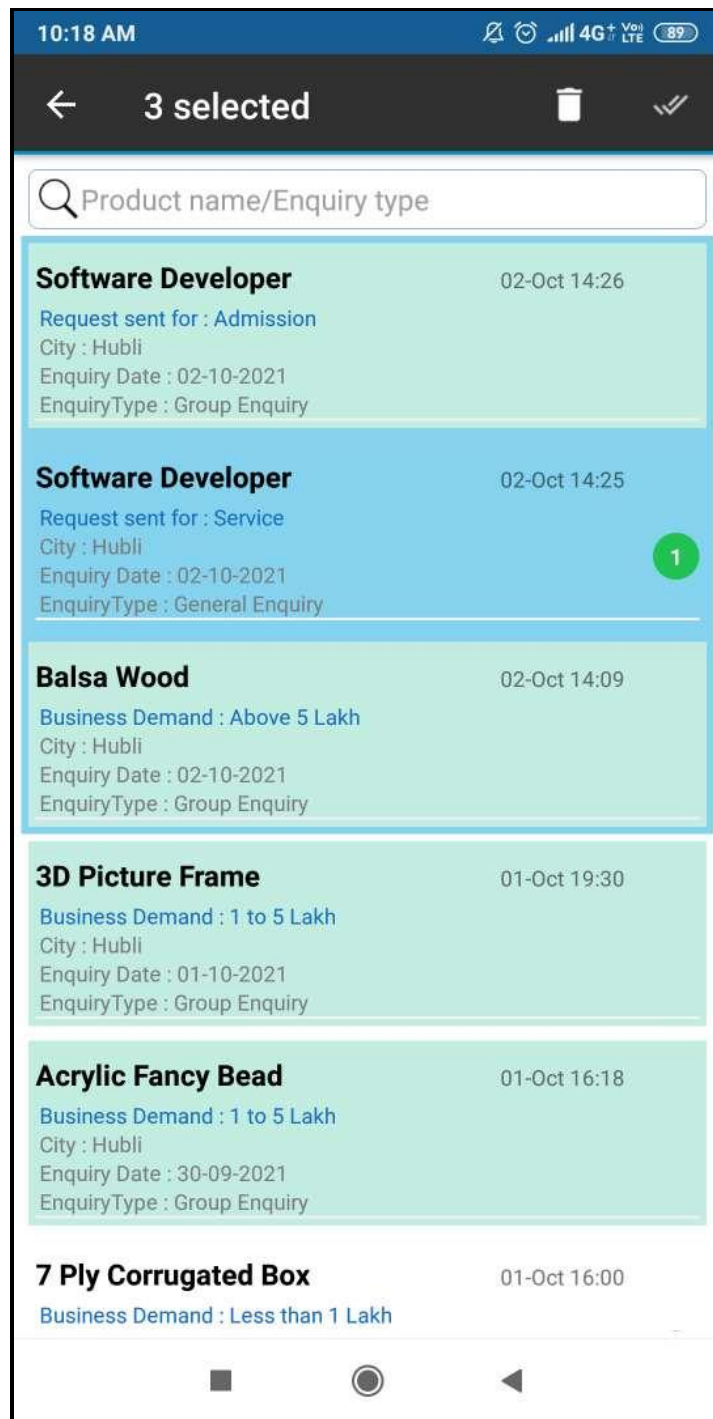 10:18 AM 4G+ Vo)) LTE 89
3 selected
Product name/Enquiry type
Software Developer 02-Oct 14:26
Request sent for : Admission
City : Hubli
Enquiry Date : 02-10-2021
EnquiryType : Group Enquiry
Software Developer 02-Oct 14:25
Request sent for : Service
City : Hubli
1
Enquiry Date : 02-10-2021
EnquiryType : General Enquiry
Balsa Wood 02-Oct 14:09
Business Demand : Above 5 Lakh
City : Hubli
Enquiry Date : 02-10-2021
EnquiryType : Group Enquiry
3D Picture Frame 01-Oct 19:30
Business Demand : 1 to 5 Lakh
City : Hubli
Enquiry Date : 01-10-2021
EnquiryType : Group Enquiry
Acrylic Fancy Bead 01-Oct 16:18
Business Demand : 1 to 5 Lakh
City : Hubli
Enquiry Date : 30-09-2021
EnquiryType : Group Enquiry
7 Ply Corrugated Box 01-Oct 16:00
Business Demand : Less than 1 Lakh